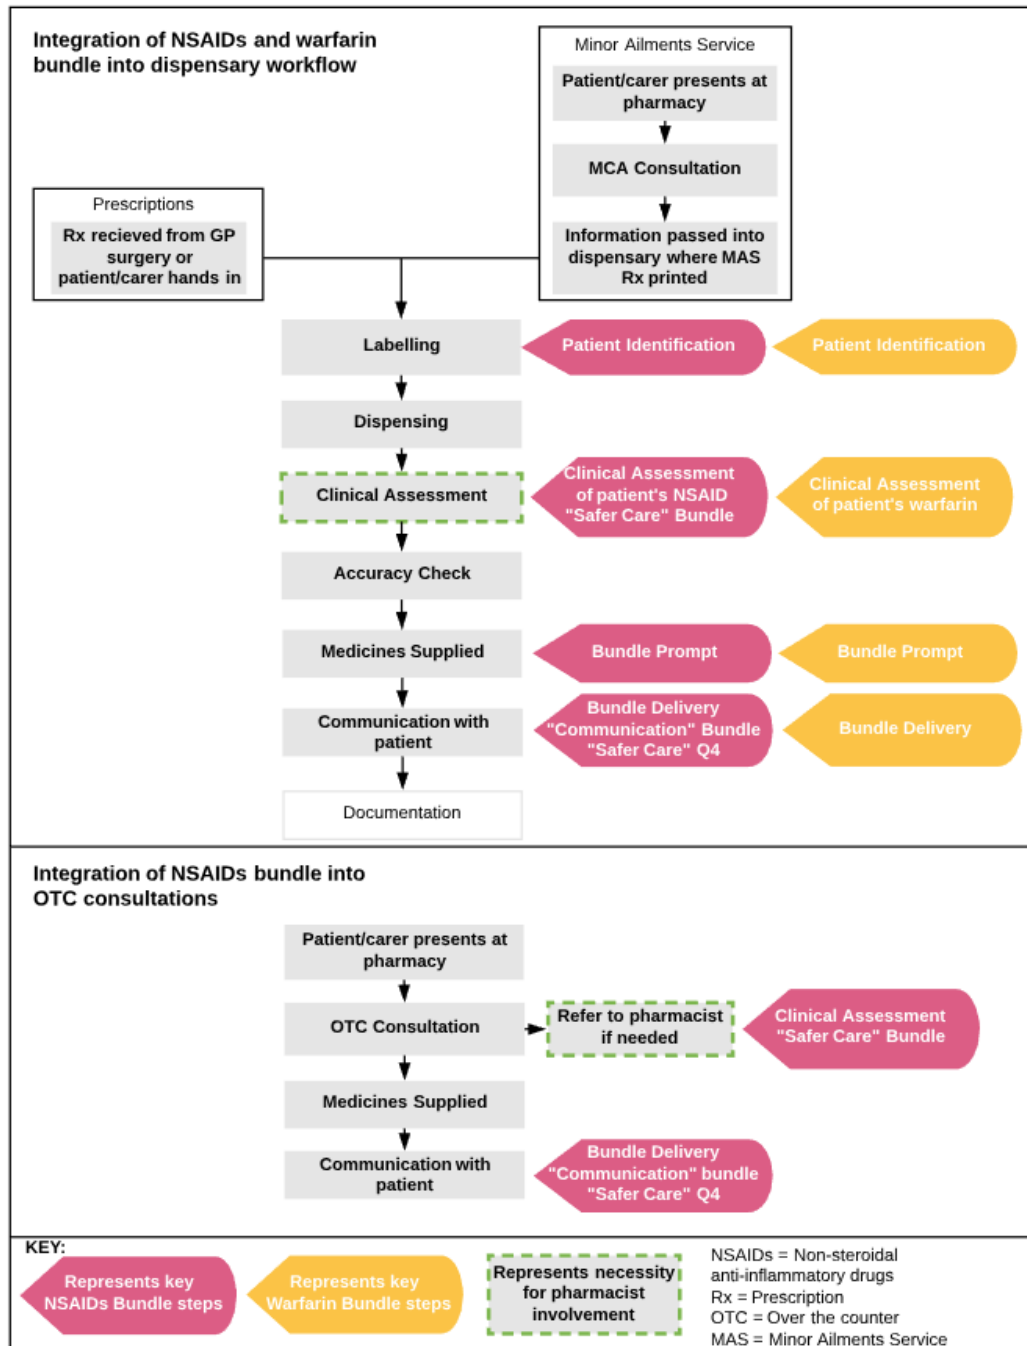 Integration of NSAIDs and warfarin
bundle into dispensary workflow
Minor Ailments Service
Patient/carer presents at
pharmacy
MCA Consultation
Information passed into
dispensary where MAS
Rx printed
Prescriptions
Rx recieved from GP
surgery or
patient/carer hands in
Labelling
Patient Identification
Patient Identification
Dispensing
Clinical Assessment
Clinical Assessment
of patient's NSAID
"Safer Care" Bundle
Clinical Assessment
of patient's warfarin
Accuracy Check
Medicines Supplied
Bundle Prompt
Bundle Prompt
Communication with
patient
Bundle Delivery
"Communication" Bundle
"Safer Care" Q4
Bundle Delivery
Documentation
Integration of NSAIDs bundle into
OTC consultations
Patient/carer presents at
pharmacy
OTC Consultation
Refer to pharmacist
if needed
Clinical Assessment
"Safer Care" Bundle
Medicines Supplied
Communication with
patient
Bundle Delivery
"Communication" bundle
"Safer Care" Q4
KEY:
Represents key
NSAIDs Bundle steps
Represents key
Warfarin Bundle steps
Represents necessity
for pharmacist
involvement
NSAIDs = Non-steroidal
anti-inflammatory drugs
Rx = Prescription
OTC = Over the counter
MAS = Minor Ailments Service